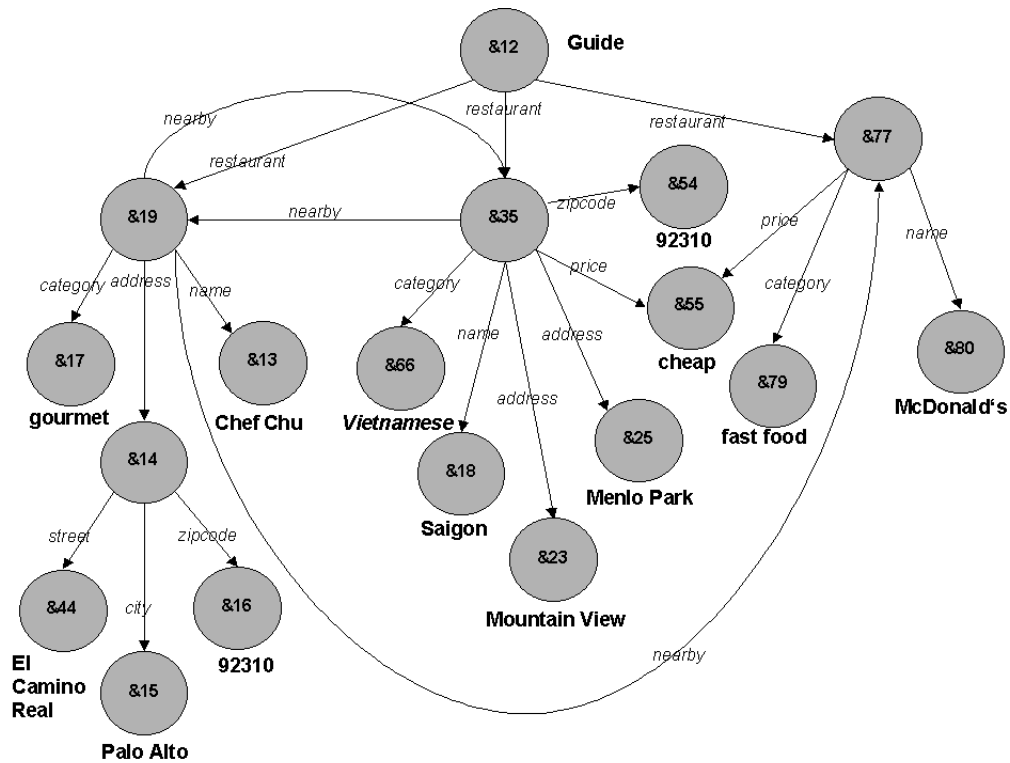 &12
Guide
restaurant
nearby
restaurant
restaurant
&77
&19
nearby
&35
zipcode
&54
92310
price
name
category
address
name
category
price
category
&17
gourmet
&13
Chef Chu
&66
Vietnamese
name
address
&55
cheap
&79
fast food
&80
McDonald‘s
address
&18
Saigon
&25
Menlo Park
&14
street
zipcode
city
&23
Mountain View
&44
El
Camino
Real
&16
92310
&15
Palo Alto
nearby